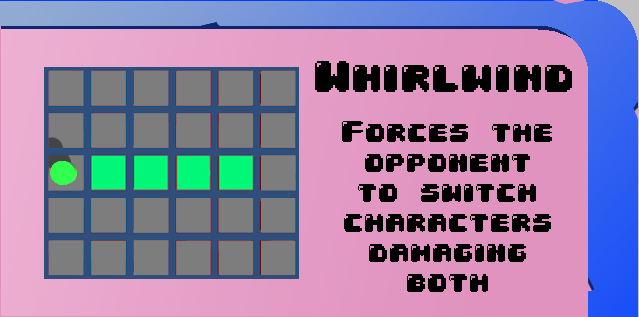 WHIRLWIND
FORCES THE
OPPONENT
TO SWITCH
CHARACTERS
DAMAGING
BOTH